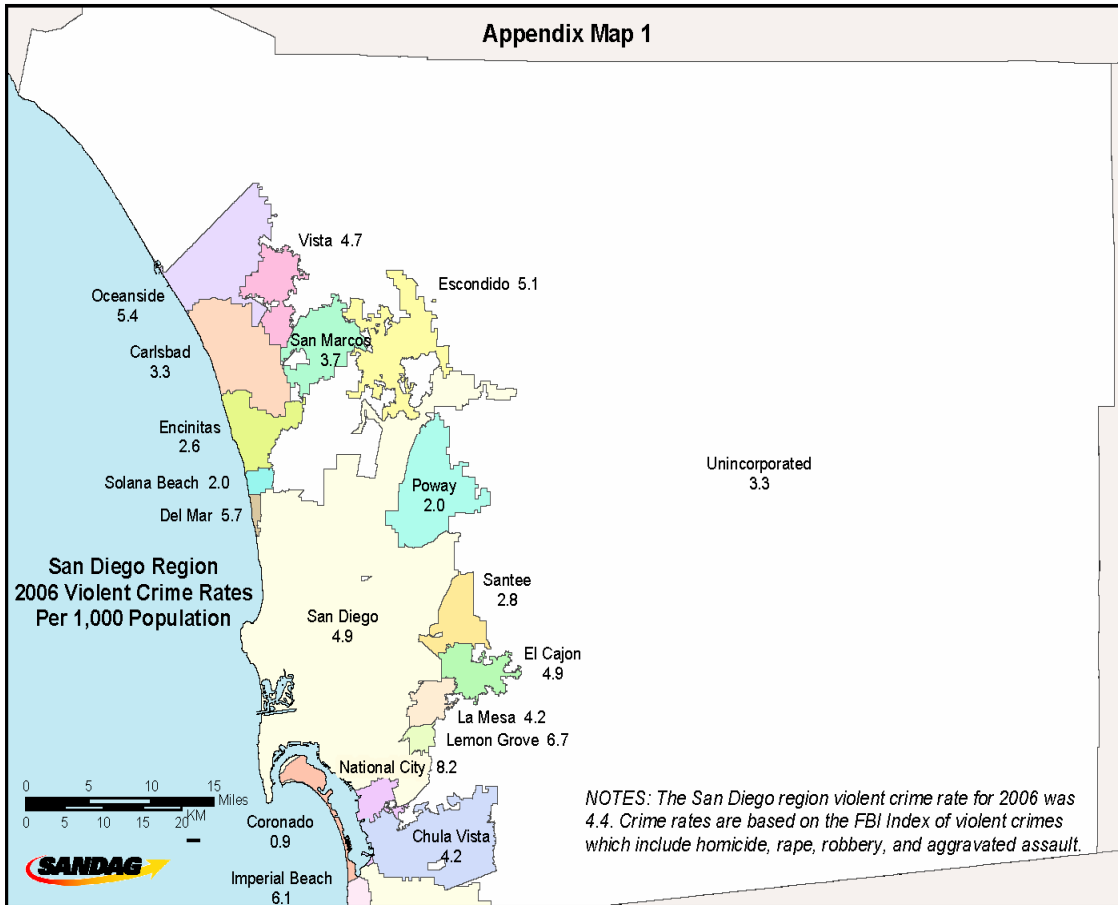 Appendix Map 1
Vista 4.7
Escondido 5.1
Oceanside
5.4
San Marcos
3.7
Carlsbad
3.3
Encinitas
2.6
Unincorporated
3.3
Solana Beach 2.0
Poway
2.0
Del Mar 5.7
San Diego Region
2006 Violent Crime Rates
Per 1,000 Population
Santee
2.8
San Diego
4.9
El Cajon
4.9
La Mesa 4.2
Lemon Grove 6.7
National City 8.2
0 5 10 15
Miles
0 5 10 15 20
KM
NOTES: The San Diego region violent crime rate for 2006 was
4.4. Crime rates are based on the FBI Index of violent crimes
which include homicide, rape, robbery, and aggravated assault.
Coronado
0.9
Chula Vista
4.2
SANDAG
Imperial Beach
6.1